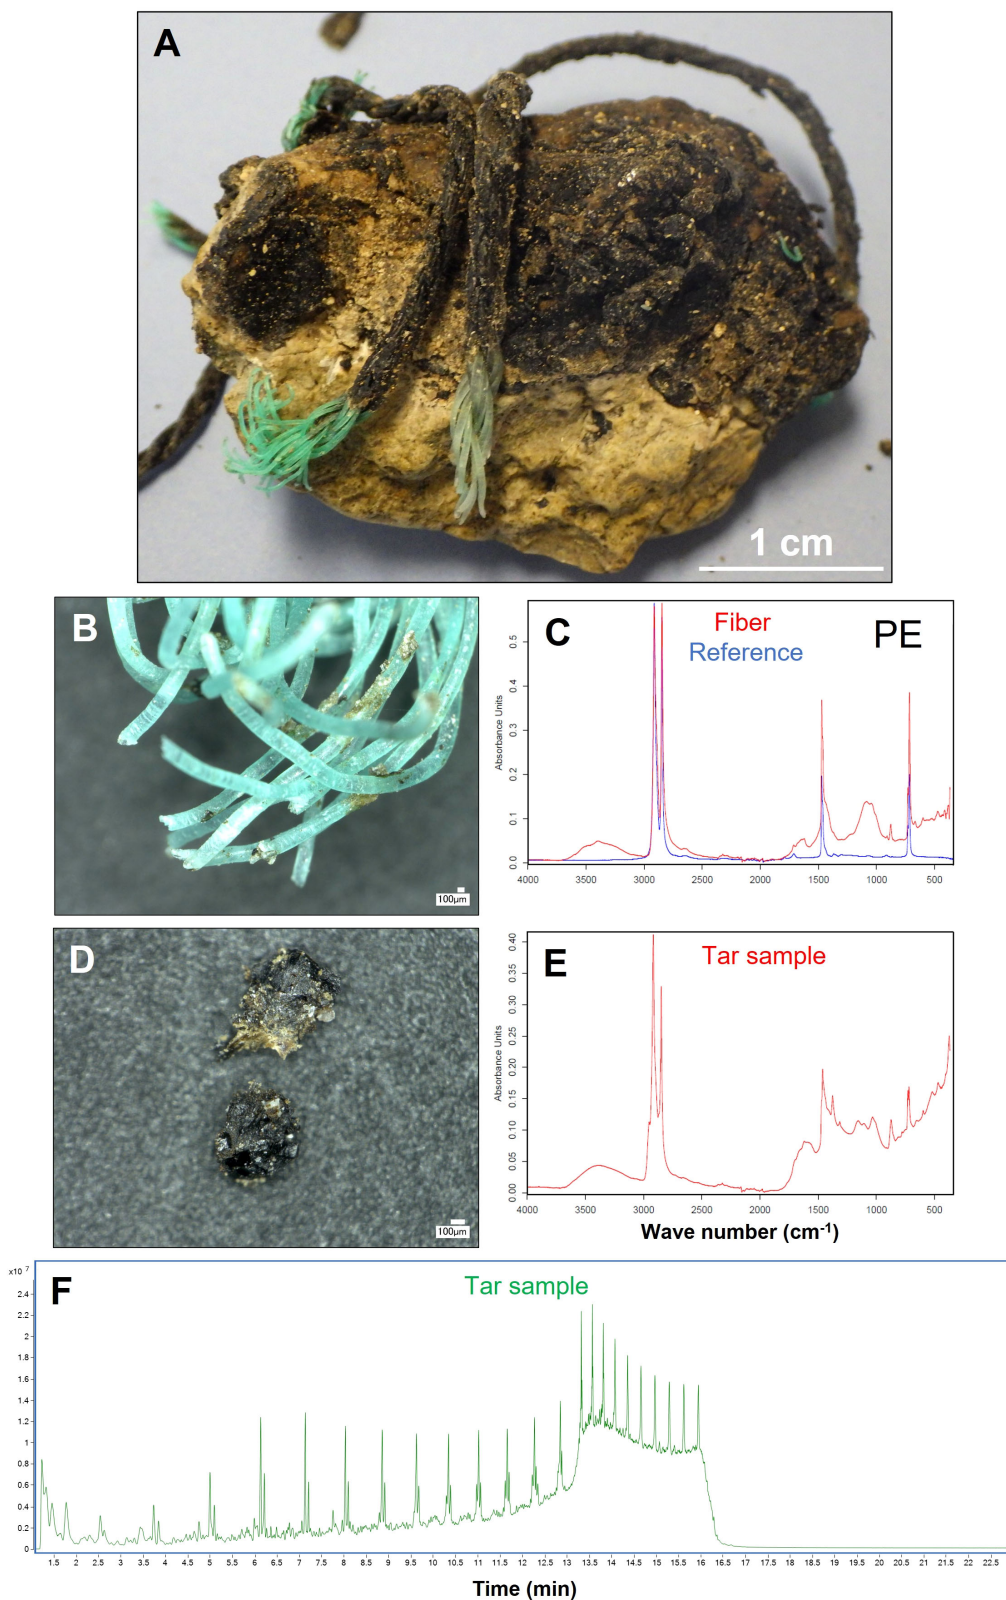 A
1 cm
B
100µm
C
Fiber
Reference
PE
Absorbance Units
0.0 0.1 0.2 0.3 0.4 0.5
4000 3500 3000 2500 2000 1500 1000 500
D
100µm
E
Tar sample
Absorbance Units
0.00 0.05 0.10 0.15 0.20 0.25 0.30 0.35 0.40
4000 3500 3000 2500 2000 1500 1000 500
Wave number (cm-1)
F
Tar sample
x10 7
2.4
2.2
2
1.8
1.6
1.4
1.2
1
0.8
0.6
0.4
0.2
0
1.5 2 2.5 3 3.5 4 4.5 5 5.5 6 6.5 7 7.5 8 8.5 9 9.5 10 10.5 11 11.5 12 12.5 13 13.5 14 14.5 15 15.5 16 16.5 17 17.5 18 18.5 19 19.5 20 20.5 21 21.5 22 22.5
Time (min)